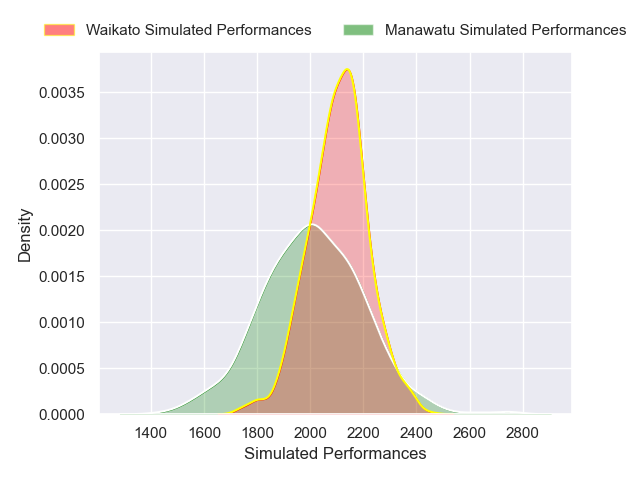 Waikato Simulated Performances
Manawatu Simulated Performances
0.0035
0.0030
0.0025
0.0020
0.0015
0.0010
0.0005
0.0000
Density
1400 1600 1800 2000 2200 2400 2600 2800
Simulated Performances